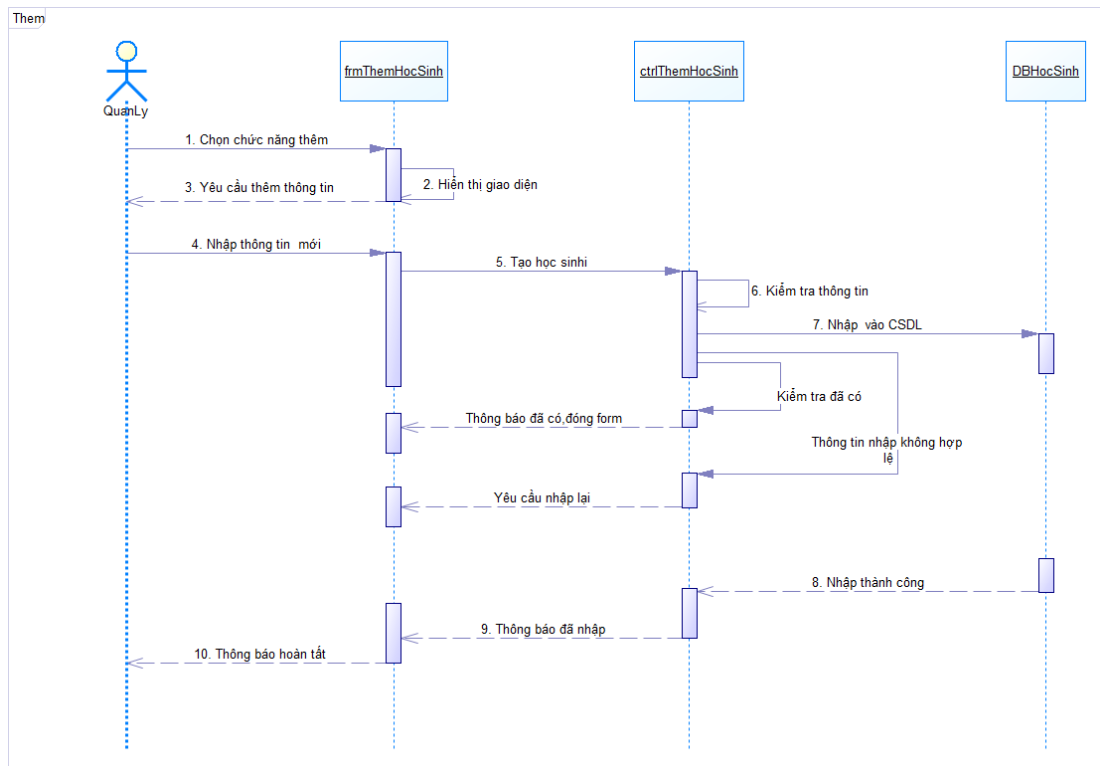 Them
frmThemHocSinh
ctrlThemHocSinh
DBHocSinh
QuanLy
1. Chọn chức năng thêm
2. Hiển thị giao diện
3. Yêu cầu thêm thông tin
4. Nhập thông tin mới
5. Tạo học sinhi
6. Kiểm tra thông tin
7. Nhập vào CSDL
Kiểm tra đã có
Thông báo đã có,đóng form
Thông tin nhập không hợp
lệ
Yêu cầu nhập lại
8. Nhập thành công
9. Thông báo đã nhập
10. Thông báo hoàn tất